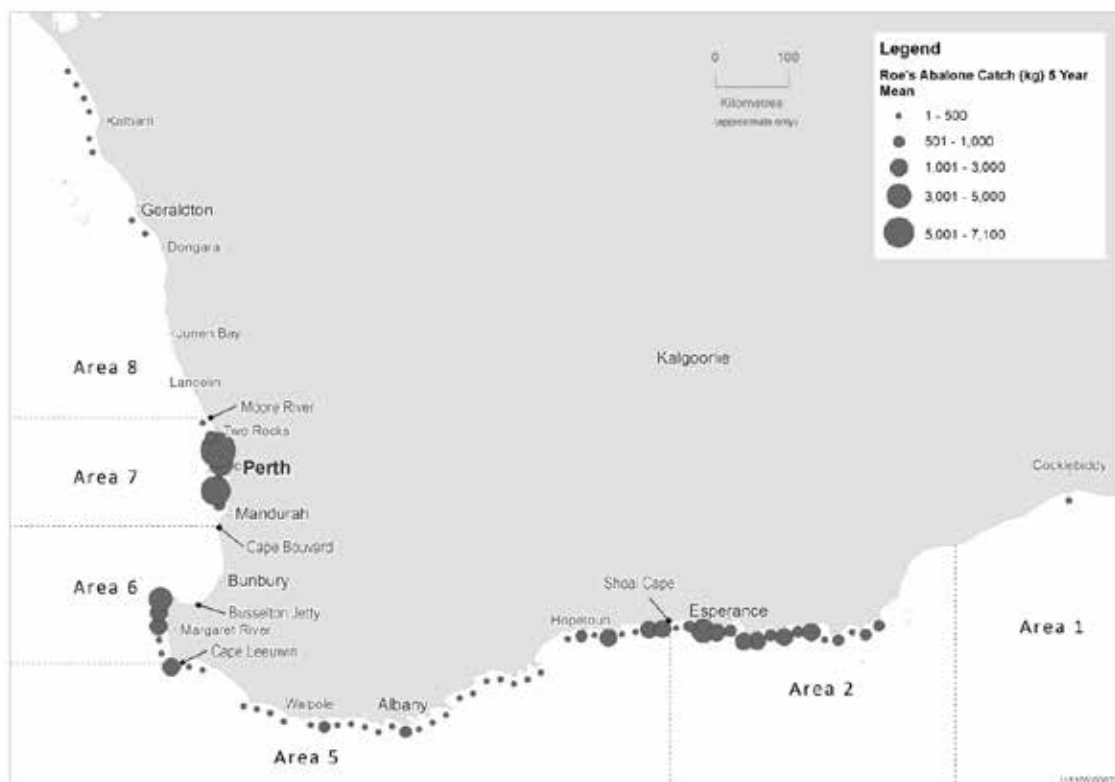 0 100
Kilometres
(approximate only)
Legend
Roe's Abalone Catch (kg) 5 Year
Mean
1 - 500
501 - 1,000
1,001 - 3,000
3,001 - 5,000
5,001 - 7,100
Kalbarri
Geraldton
Dongara
Jurien Bay
Kalgoorlie
Area 8
Lancelin
Moore River
Two Rocks
Cocklebiddy
Perth
Area 7
Mandurah
Cape Bouvard
Area 6
Bunbury
Shoal Cape
Busselton Jetty
Esperance
Hopetoun
Margaret River
Area 1
Cape Leeuwin
Area 2
Walpole
Albany
Area 5